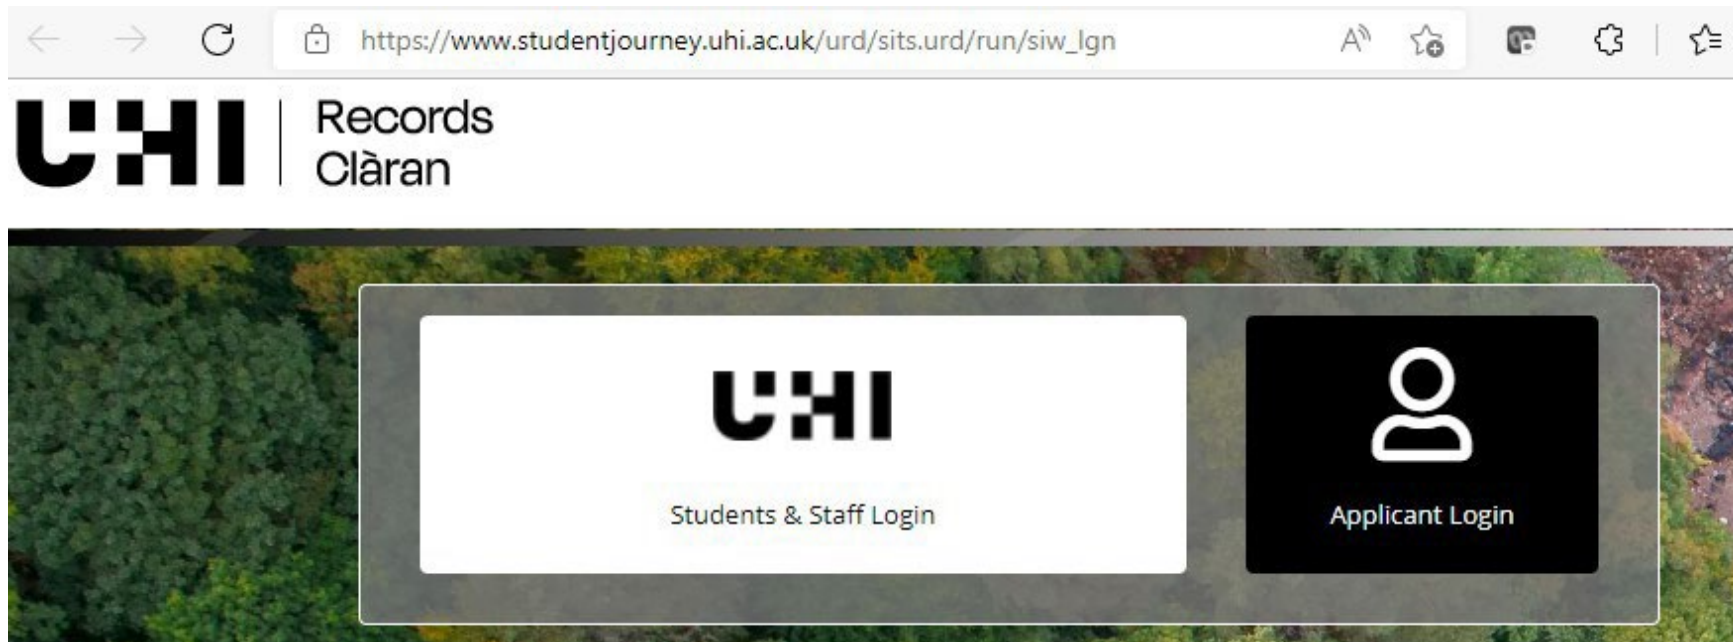 https://www.studentjourney.uhi.ac.uk/urd/sits.urd/run/siw_lgn
UHI
Records
Clàran
UHI
Students & Staff Login
Applicant Login